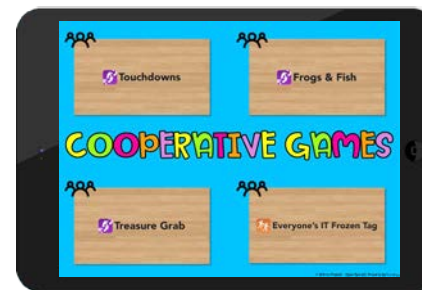 Touchdowns
Frogs & Fish
COOPERATIVE GAMES
Treasure Grab
Everyone's IT Frozen Tag